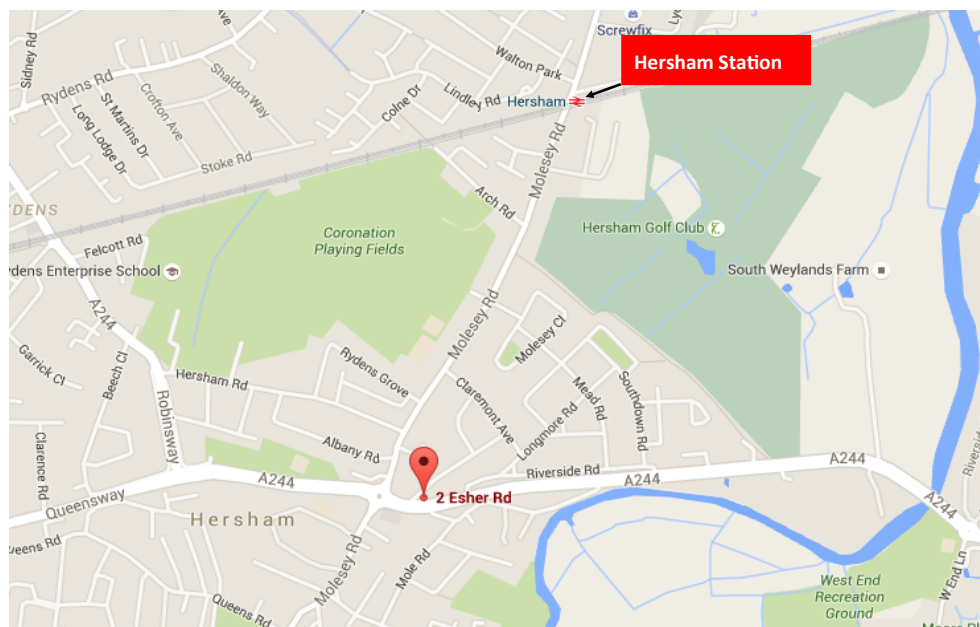 Screwfix
Hersham Station
Walton Park
Sidney Rd
Rydens Rd
Shaldon Way
Crofton Ave
St Martins Dr
Long Lodge Dr
Colne Dr
Lindley Rd
Hersham
Stoke Rd
Molesey Rd
Arch Rd
Coronation
Playing Fields
Hersham Golf Club
South Weylands Farm
Felcott Rd
A244
Molesey Rd
Molesey Cl
Garrick Cl
Beech Cl
Hersham Rd
Rydens Grove
Robinsway
Claremont Ave
Mead Rd
Southdown Rd
Longmore Rd
Clarence Rd
Albany Rd
Riverside Rd
A244
A244
A244
A244
Queensway
2 Esher Rd
Hersham
Riverside
Molesey Rd
Mole Rd
Queens Rd
West End
Recreation
Ground
W End Ln